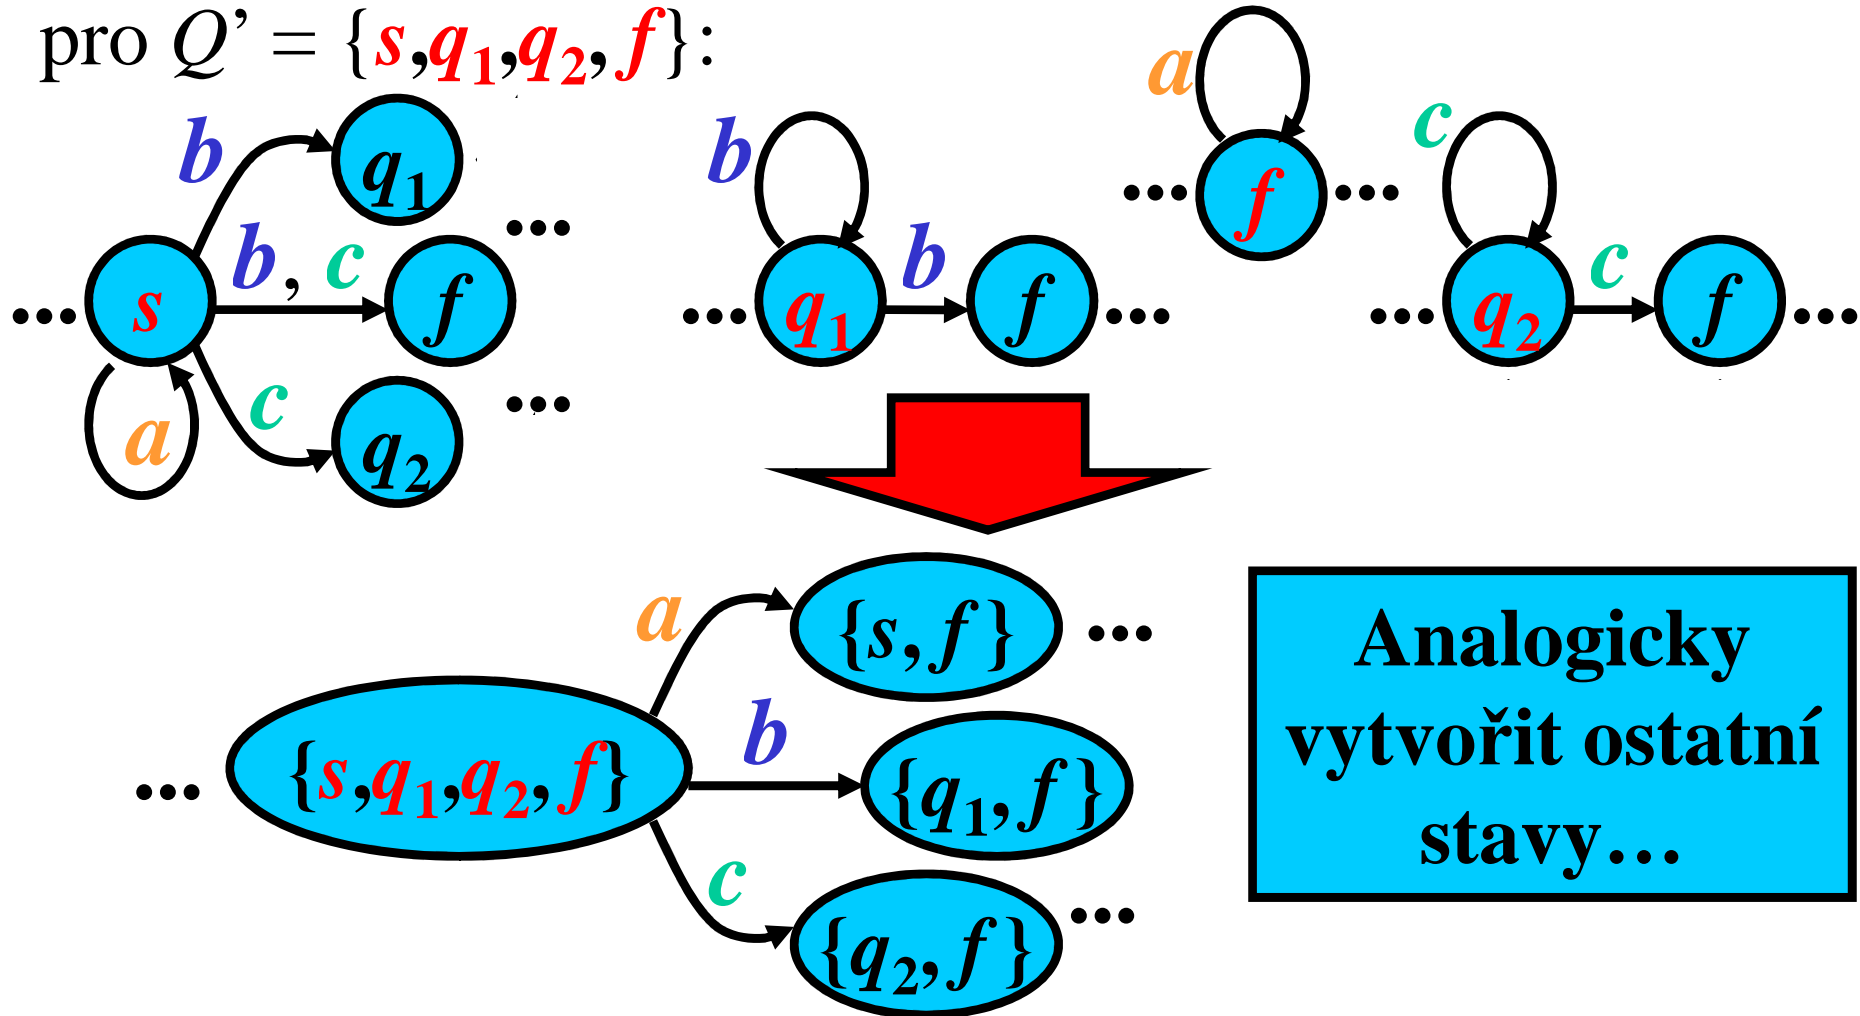 pro Q’ = {s,q₁,q₂,f}:
a
f
... ...
b
q₁
...
b, c
... s f
c
q₂
...
a
b
b
... q₁ f ...
c
c
... q₂ f ...
a
{s,f} ...
b
... {s,q₁,q₂,f}
{q₁,f}
c
{q₂,f} ...
Analogicky
vytvořit ostatní
stavy…